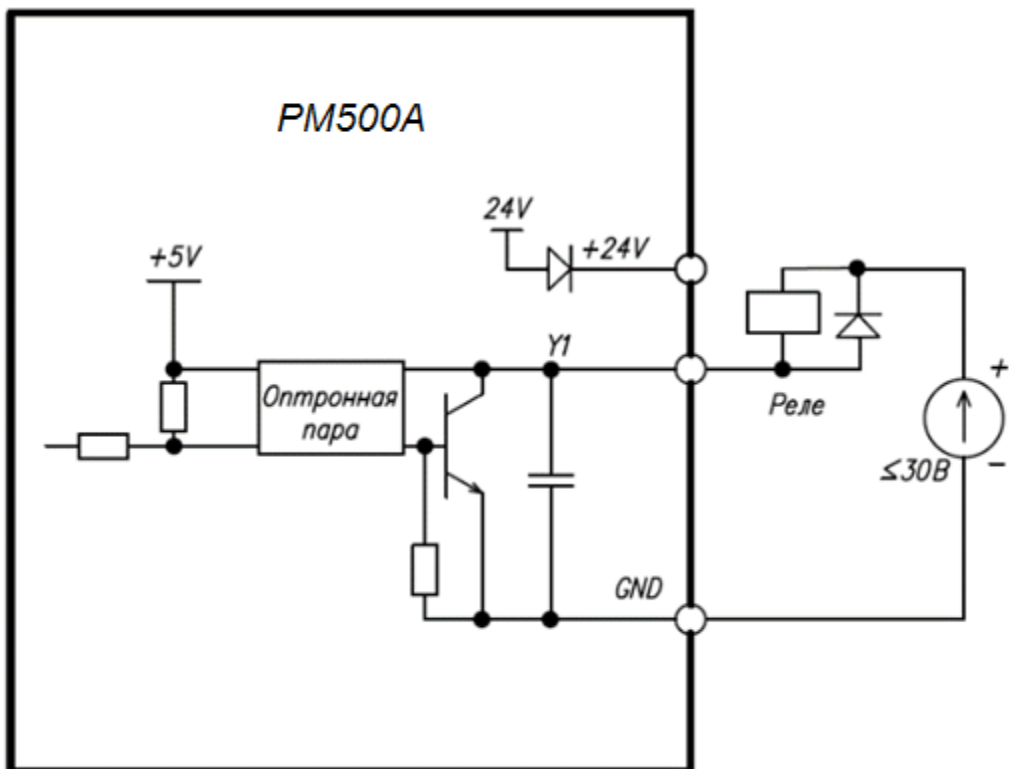 PM500A
24V
+24V
+5V
Y1
Оптронная
пара
Реле
+
≤30В
–
GND